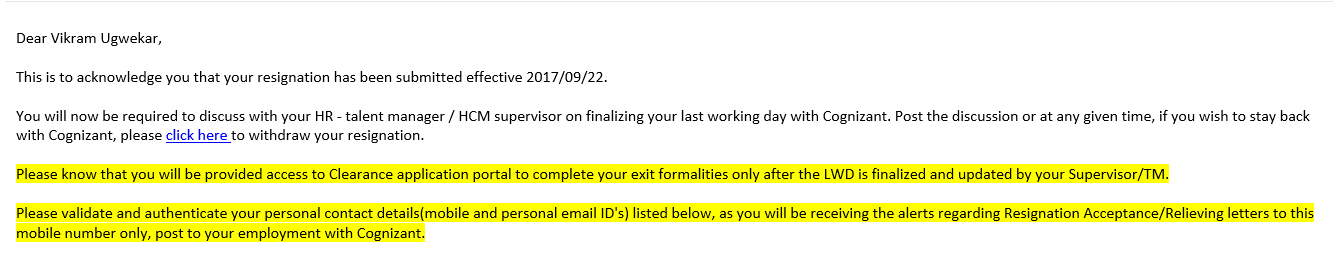 Dear Vikram Ugwekar,
This is to acknowledge you that your resignation has been submitted effective 2017/09/22.
You will now be required to discuss with your HR - talent manager / HCM supervisor on finalizing your last working day with Cognizant. Post the discussion or at any given time, if you wish to stay back
with Cognizant, please click here to withdraw your resignation.
Please know that you will be provided access to Clearance application portal to complete your exit formalities only after the LWD is finalized and updated by your Supervisor/TM.
Please validate and authenticate your personal contact details(mobile and personal email ID's) listed below, as you will be receiving the alerts regarding Resignation Acceptance/Relieving letters to this
mobile number only, post to your employment with Cognizant.